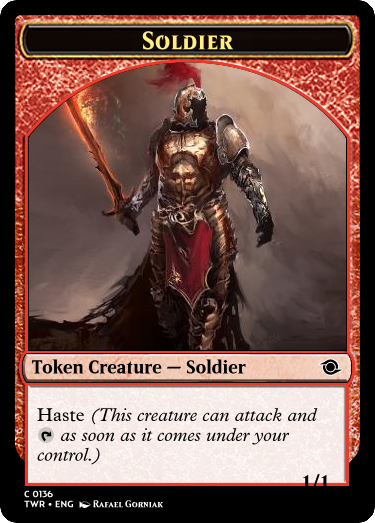 SOLDIER
Token Creature — Soldier
Haste (This creature can attack and
as soon as it comes under your
control.)
1/1
C 0136
TWR • ENG RAFAEL GORNIAK